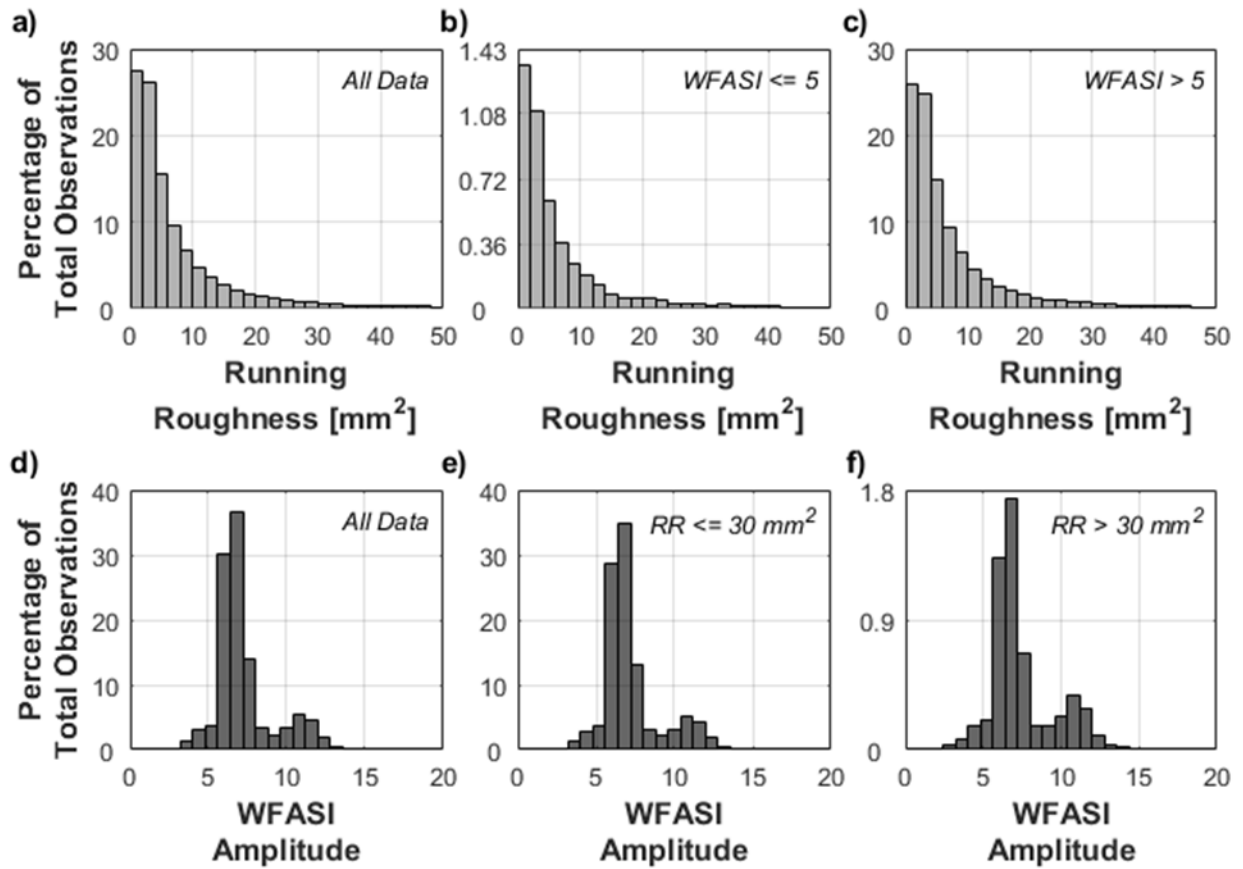 a)
Percentage of
Total Observations
30
20
10
0
All Data
0 10 20 30 40 50
Running
Roughness [mm²]
b)
1.43
1.08
0.72
0.36
0
WFASI <= 5
0 10 20 30 40 50
Running
Roughness [mm²]
c)
30
20
10
0
WFASI > 5
0 10 20 30 40 50
Running
Roughness [mm²]
d)
Percentage of
Total Observations
40
30
20
10
0
All Data
0 5 10 15 20
WFASI
Amplitude
e)
40
30
20
10
0
RR <= 30 mm²
0 5 10 15 20
WFASI
Amplitude
f)
1.8
0.9
0
RR > 30 mm²
0 5 10 15 20
WFASI
Amplitude